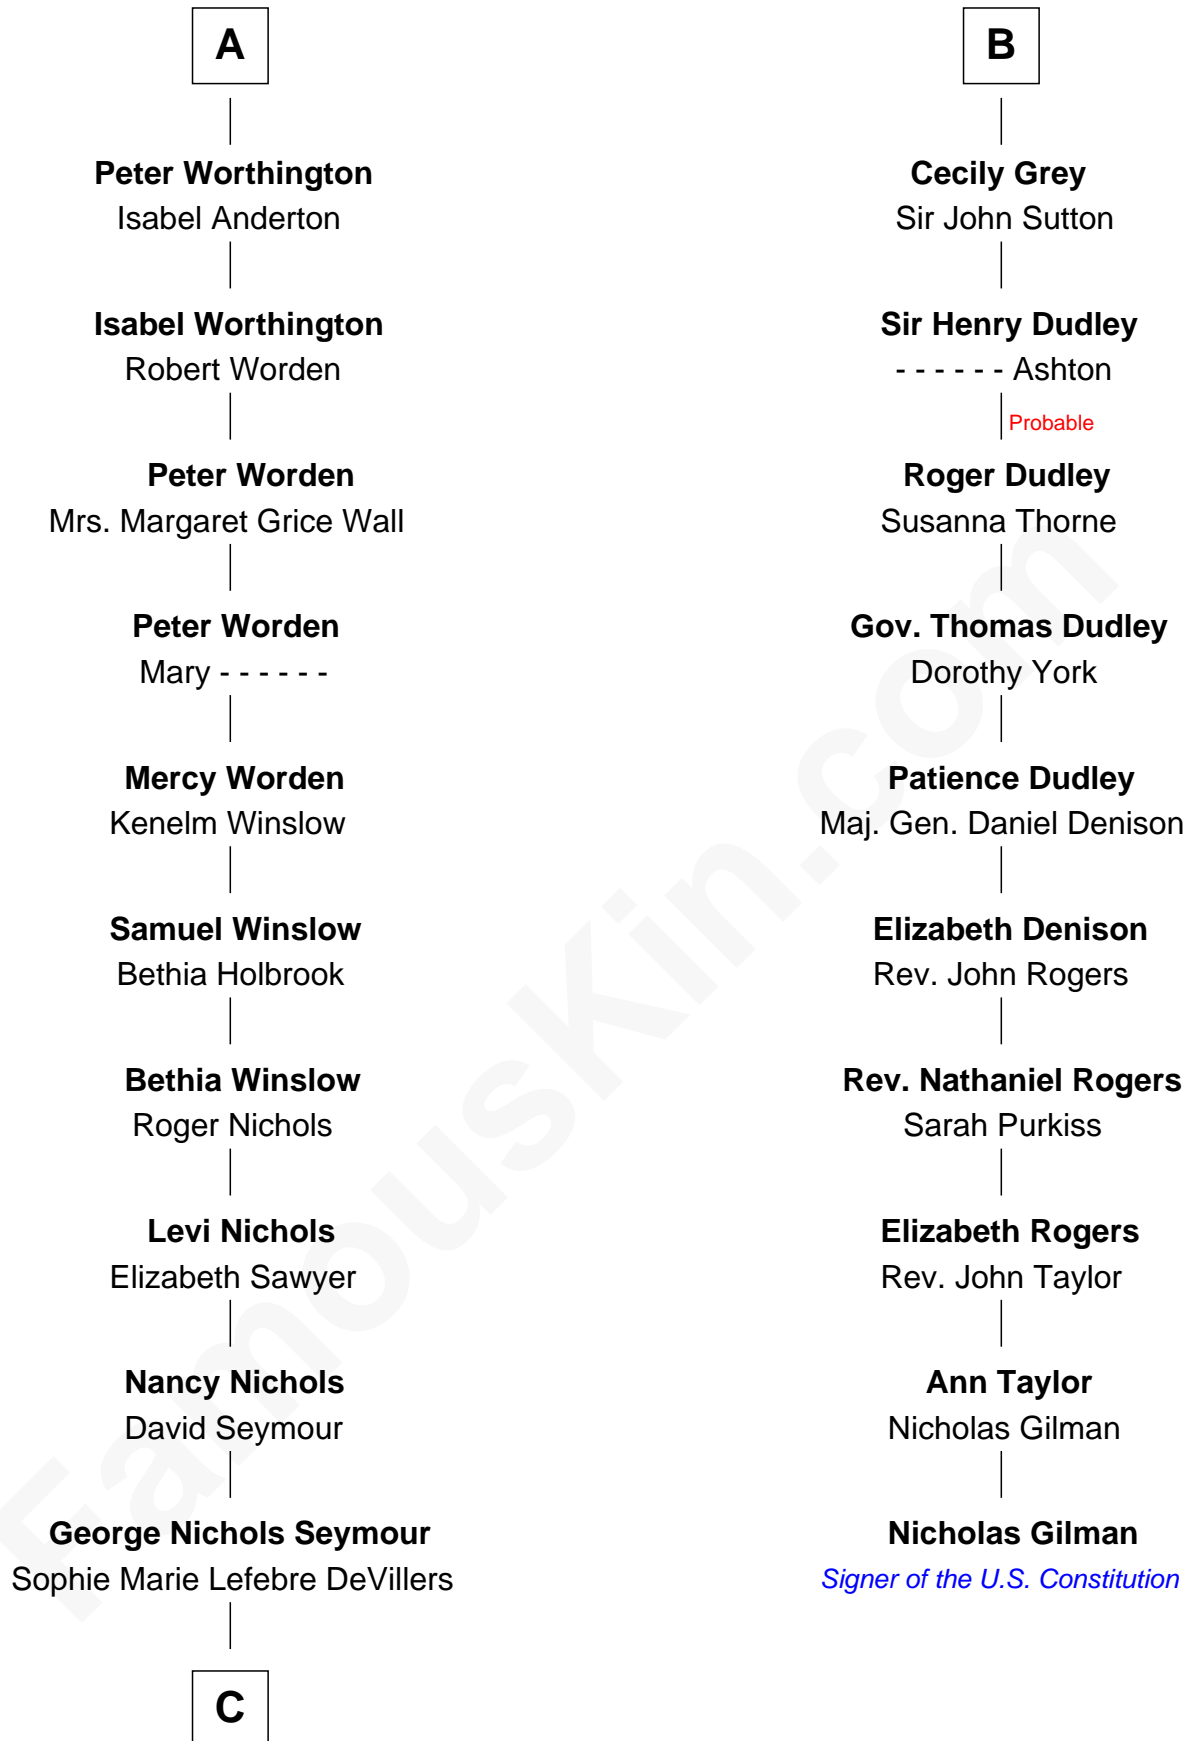 A
Peter Worthington
Isabel Anderton
Isabel Worthington
Robert Worden
Peter Worden
Mrs. Margaret Grice Wall
Peter Worden
Mary - - - - - -
Mercy Worden
Kenelm Winslow
Samuel Winslow
Bethia Holbrook
Bethia Winslow
Roger Nichols
Levi Nichols
Elizabeth Sawyer
Nancy Nichols
David Seymour
George Nichols Seymour
Sophie Marie Lefebre DeVillers
C
B
Cecily Grey
Sir John Sutton
Sir Henry Dudley
- - - - - - Ashton
Probable
Roger Dudley
Susanna Thorne
Gov. Thomas Dudley
Dorothy York
Patience Dudley
Maj. Gen. Daniel Denison
Elizabeth Denison
Rev. John Rogers
Rev. Nathaniel Rogers
Sarah Purkiss
Elizabeth Rogers
Rev. John Taylor
Ann Taylor
Nicholas Gilman
Nicholas Gilman
Signer of the U.S. Constitution
FamousKin.com